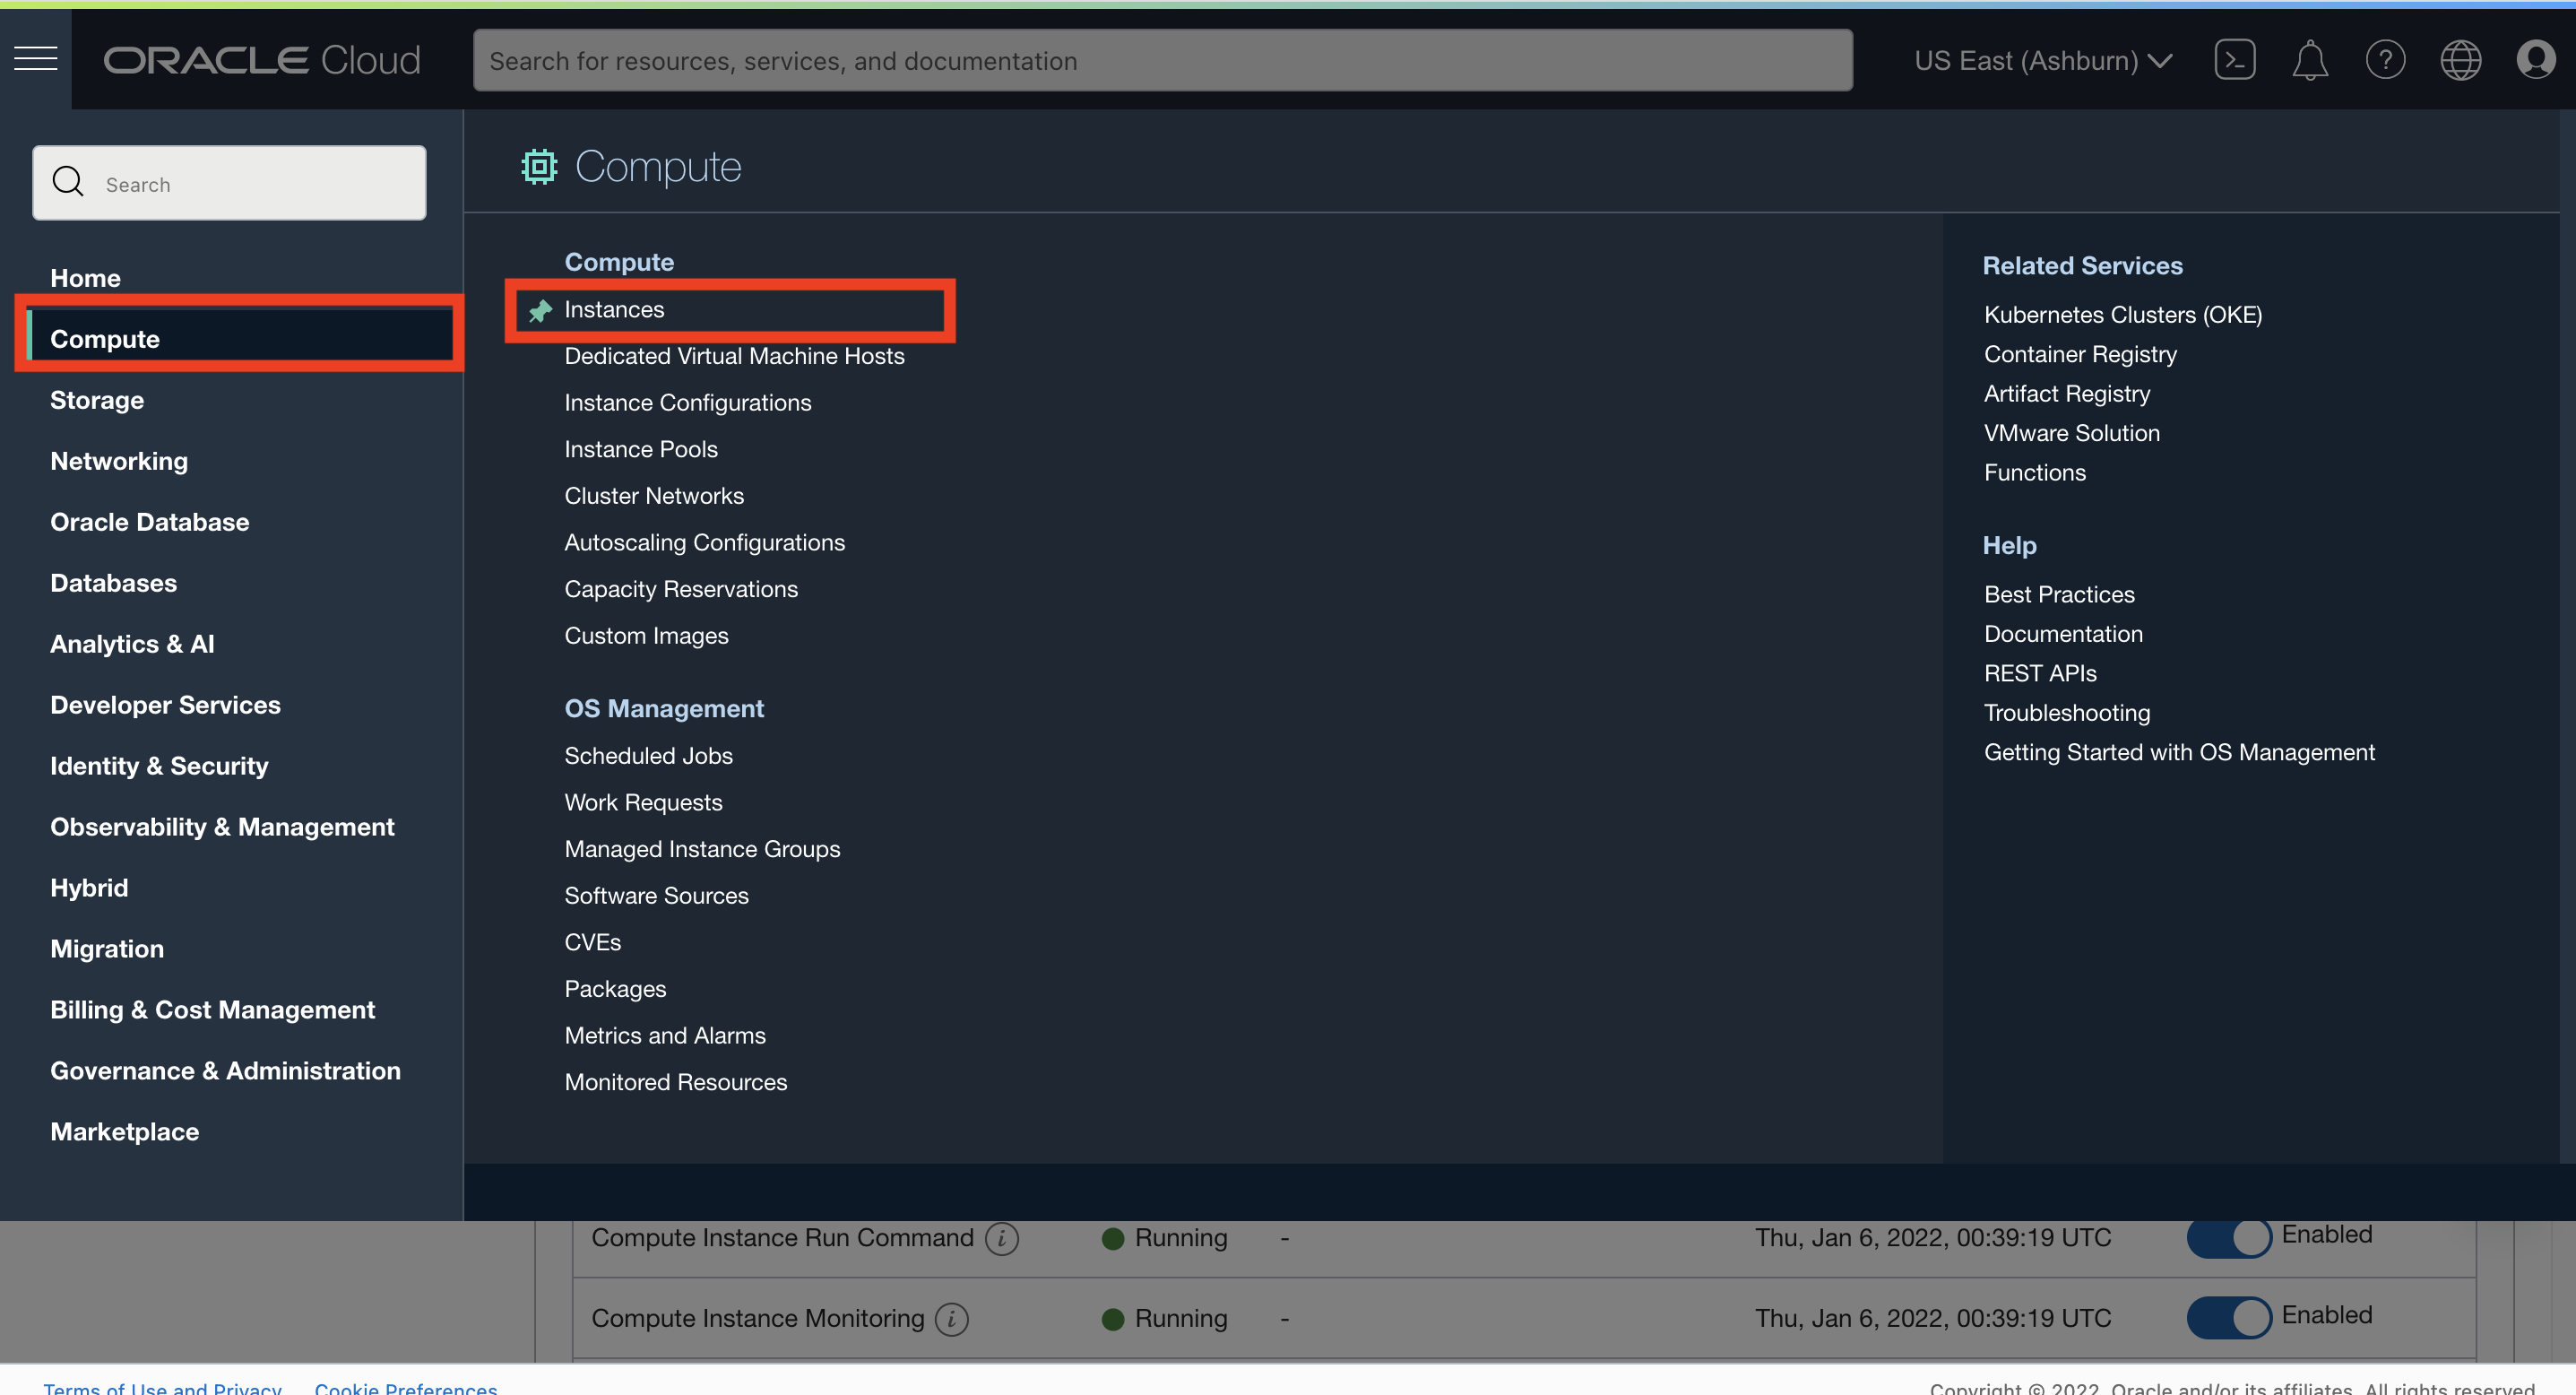 ORACLE Cloud
Search for resources, services, and documentation
US East (Ashburn)
Search
Home
Compute
Storage
Networking
Oracle Database
Databases
Analytics & AI
Developer Services
Identity & Security
Observability & Management
Hybrid
Migration
Billing & Cost Management
Governance & Administration
Marketplace
Compute
Compute
Instances
Dedicated Virtual Machine Hosts
Instance Configurations
Instance Pools
Cluster Networks
Autoscaling Configurations
Capacity Reservations
Custom Images
OS Management
Scheduled Jobs
Work Requests
Managed Instance Groups
Software Sources
CVEs
Packages
Metrics and Alarms
Monitored Resources
Related Services
Kubernetes Clusters (OKE)
Container Registry
Artifact Registry
VMware Solution
Functions
Help
Best Practices
Documentation
REST APIs
Troubleshooting
Getting Started with OS Management
Compute Instance Run Command i Running - Thu, Jan 6, 2022, 00:39:19 UTC Enabled
Compute Instance Monitoring i Running - Thu, Jan 6, 2022, 00:39:19 UTC Enabled
Terms of Use and Privacy Cookie Preferences Copyright © 2022, Oracle and/or its affiliates. All rights reserved.